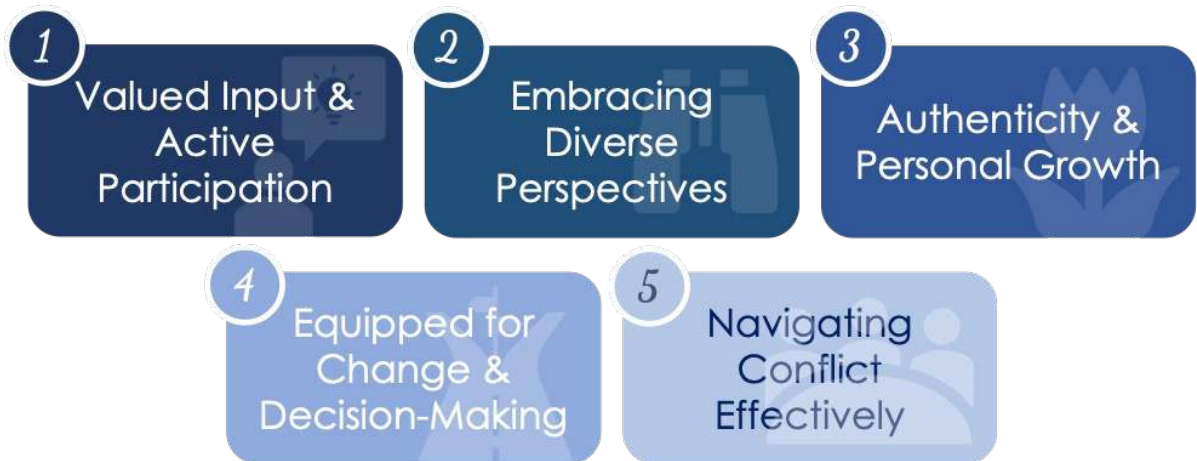 1
Valued Input &
Active
Participation
2
Embracing
Diverse
Perspectives
3
Authenticity &
Personal Growth
4
Equipped for
Change &
Decision-Making
5
Navigating
Conflict
Effectively